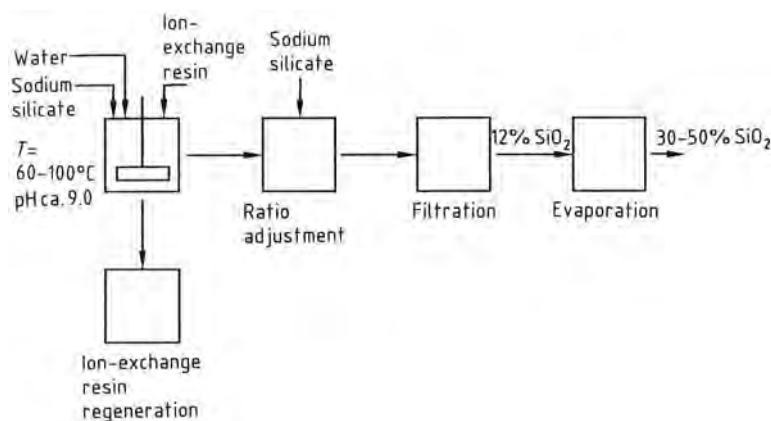 Water
Sodium
silicate
T=
60–100°C
pH ca. 9.0
Ion-
exchange
resin
Sodium
silicate
Ratio
adjustment
Filtration
12% SiO₂
Evaporation
30–50% SiO₂
Ion-exchange
resin
regeneration